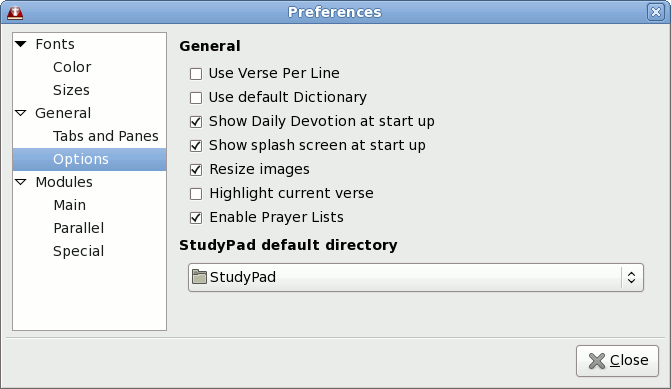 Preferences
Fonts
Color
Sizes
General
Tabs and Panes
Options
Modules
Main
Parallel
Special
General
Use Verse Per Line
Use default Dictionary
Show Daily Devotion at start up
Show splash screen at start up
Resize images
Highlight current verse
Enable Prayer Lists
StudyPad default directory
StudyPad
Close